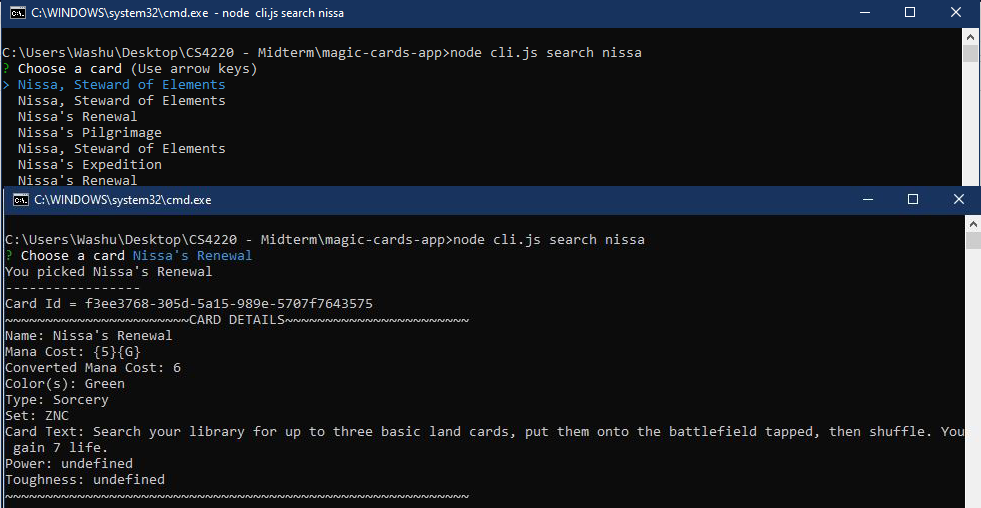 C:\WINDOWS\system32\cmd.exe - node cli.js search nissa
C:\Users\Washu\Desktop\CS4220 - Midterm\magic-cards-app>node cli.js search nissa
? Choose a card (Use arrow keys)
> Nissa, Steward of Elements
Nissa, Steward of Elements
Nissa's Renewal
Nissa's Pilgrimage
Nissa, Steward of Elements
Nissa's Expedition
Nissa's Renewal
C:\WINDOWS\system32\cmd.exe
C:\Users\Washu\Desktop\CS4220 - Midterm\magic-cards-app>node cli.js search nissa
? Choose a card Nissa's Renewal
You picked Nissa's Renewal
-----------------
Card Id = f3ee3768-305d-5a15-989e-5707f7643575
~~~~~~~~~~~~~~~~~~~~~~~CARD DETAILS~~~~~~~~~~~~~~~~~~~~~~~
Name: Nissa's Renewal
Mana Cost: {5}{G}
Converted Mana Cost: 6
Color(s): Green
Type: Sorcery
Set: ZNC
Card Text: Search your library for up to three basic land cards, put them onto the battlefield tapped, then shuffle. You
gain 7 life.
Power: undefined
Toughness: undefined
~~~~~~~~~~~~~~~~~~~~~~~~~~~~~~~~~~~~~~~~~~~~~~~~~~~~~~~~~~